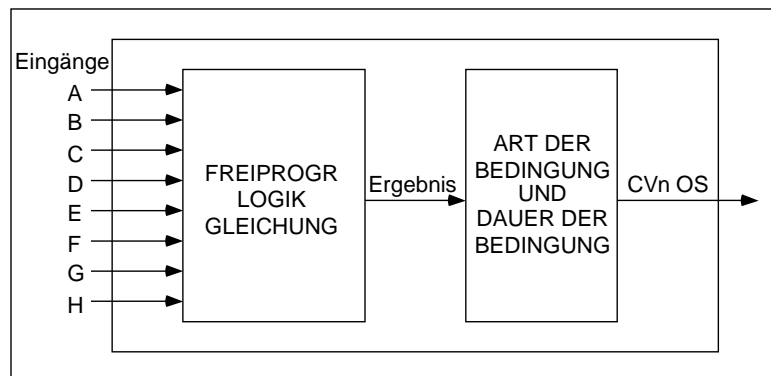 Eingänge
A
B
C
D
E
F
G
H
FREIPROGR
LOGIK
GLEICHUNG
Ergebnis
ART DER
BEDINGUNG
UND
DAUER DER
BEDINGUNG
CVn OS